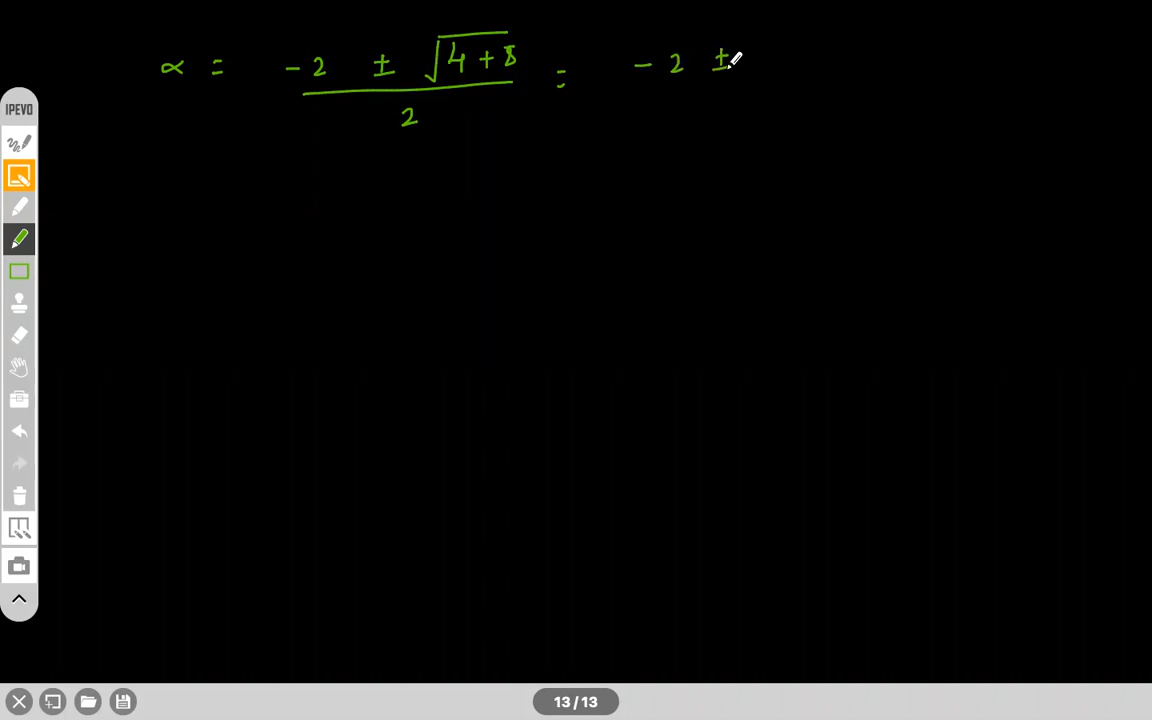 α = (-2 ± √(4+8))/2 = -2 ±
IPEVO
13/13